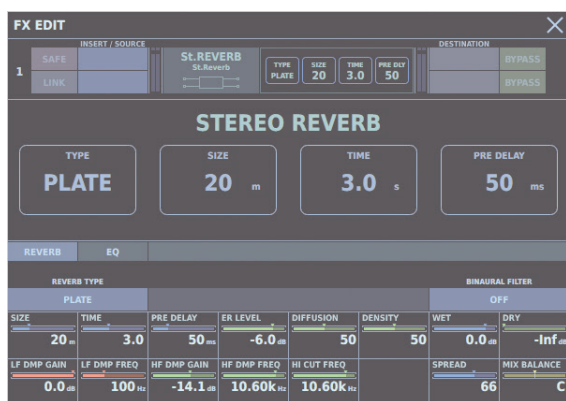 FX EDIT
INSERT / SOURCE
DESTINATION
1
SAFE
LINK
St.REVERB
St.Reverb
TYPE
PLATE
SIZE
20
TIME
3.0
PRE DLY
50
BYPASS
BYPASS
STEREO REVERB
TYPE
PLATE
SIZE
20 m
TIME
3.0 s
PRE DELAY
50 ms
REVERB EQ
REVERB TYPE BINAURAL FILTER
PLATE OFF
SIZE TIME PRE DELAY ER LEVEL DIFFUSION DENSITY WET DRY
20 m 3.0 50 ms -6.0 dB 50 50 0.0 dB -Inf dB
LF DMP GAIN LF DMP FREQ HF DMP GAIN HF DMP FREQ HI CUT FREQ SPREAD MIX BALANCE
0.0 dB 100 Hz -14.1 dB 10.60k Hz 10.60k Hz 66 C